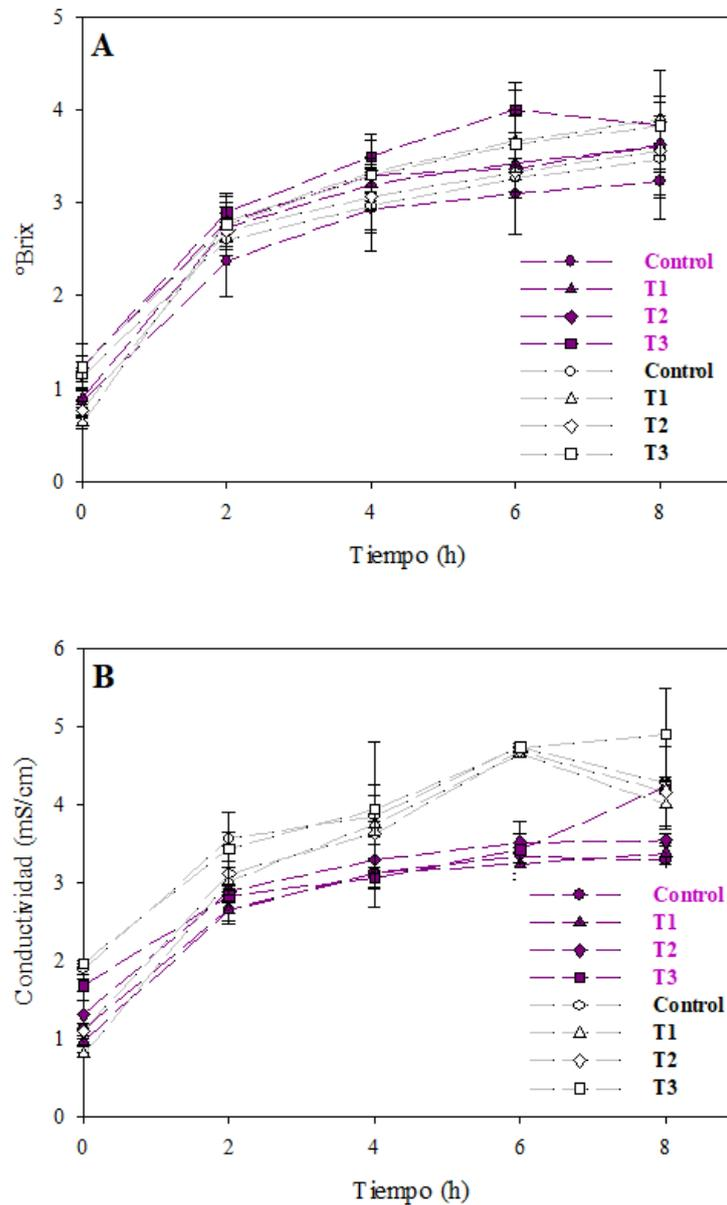 A
5
4
3
2
1
0
ºBrix
Control
T1
T2
T3
Control
T1
T2
T3
0 2 4 6 8
Tiempo (h)
B
6
5
4
3
2
1
0
Conductividad (mS/cm)
Control
T1
T2
T3
Control
T1
T2
T3
0 2 4 6 8
Tiempo (h)